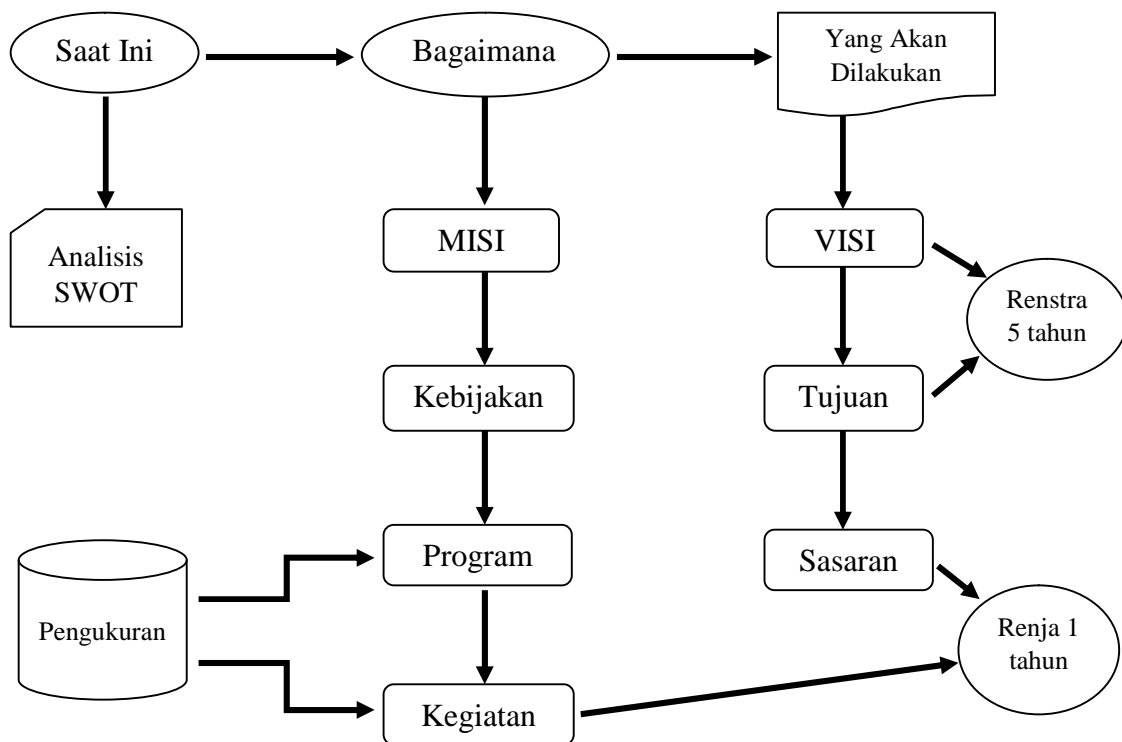 Saat Ini
Bagaimana
Yang Akan
Dilakukan
Analisis
SWOT
MISI
VISI
Renstra
5 tahun
Kebijakan
Tujuan
Pengukuran
Program
Sasaran
Renja 1
tahun
Kegiatan